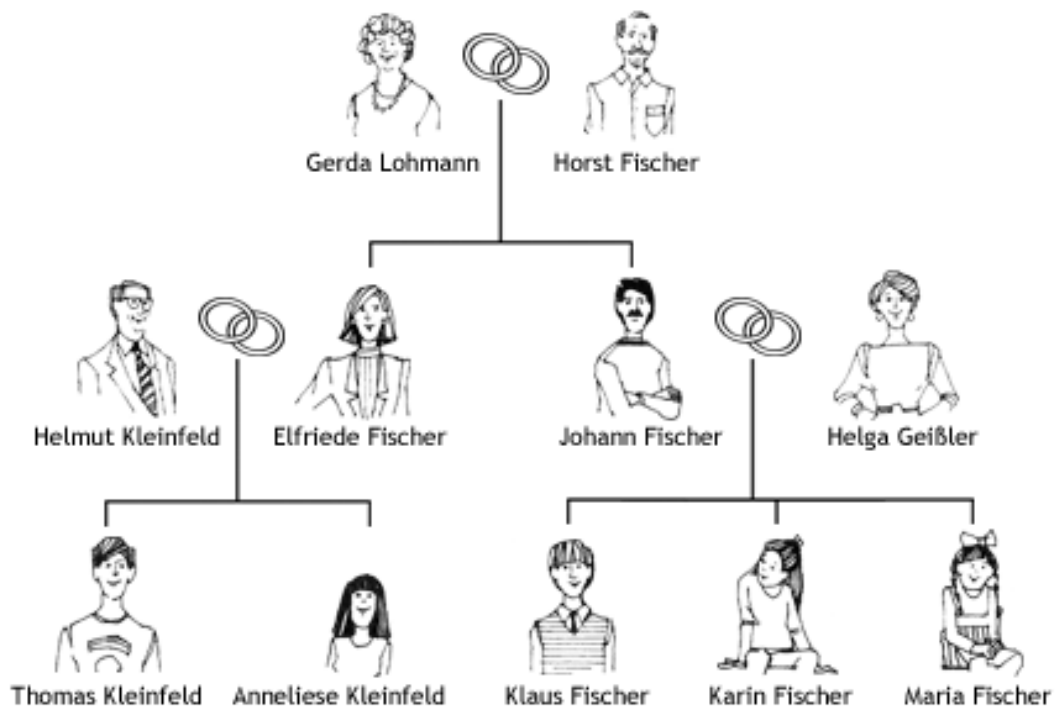 Gerda Lohmann
Horst Fischer
Helmut Kleinfeld
Elfriede Fischer
Johann Fischer
Helga Geißler
Thomas Kleinfeld
Anneliese Kleinfeld
Klaus Fischer
Karin Fischer
Maria Fischer